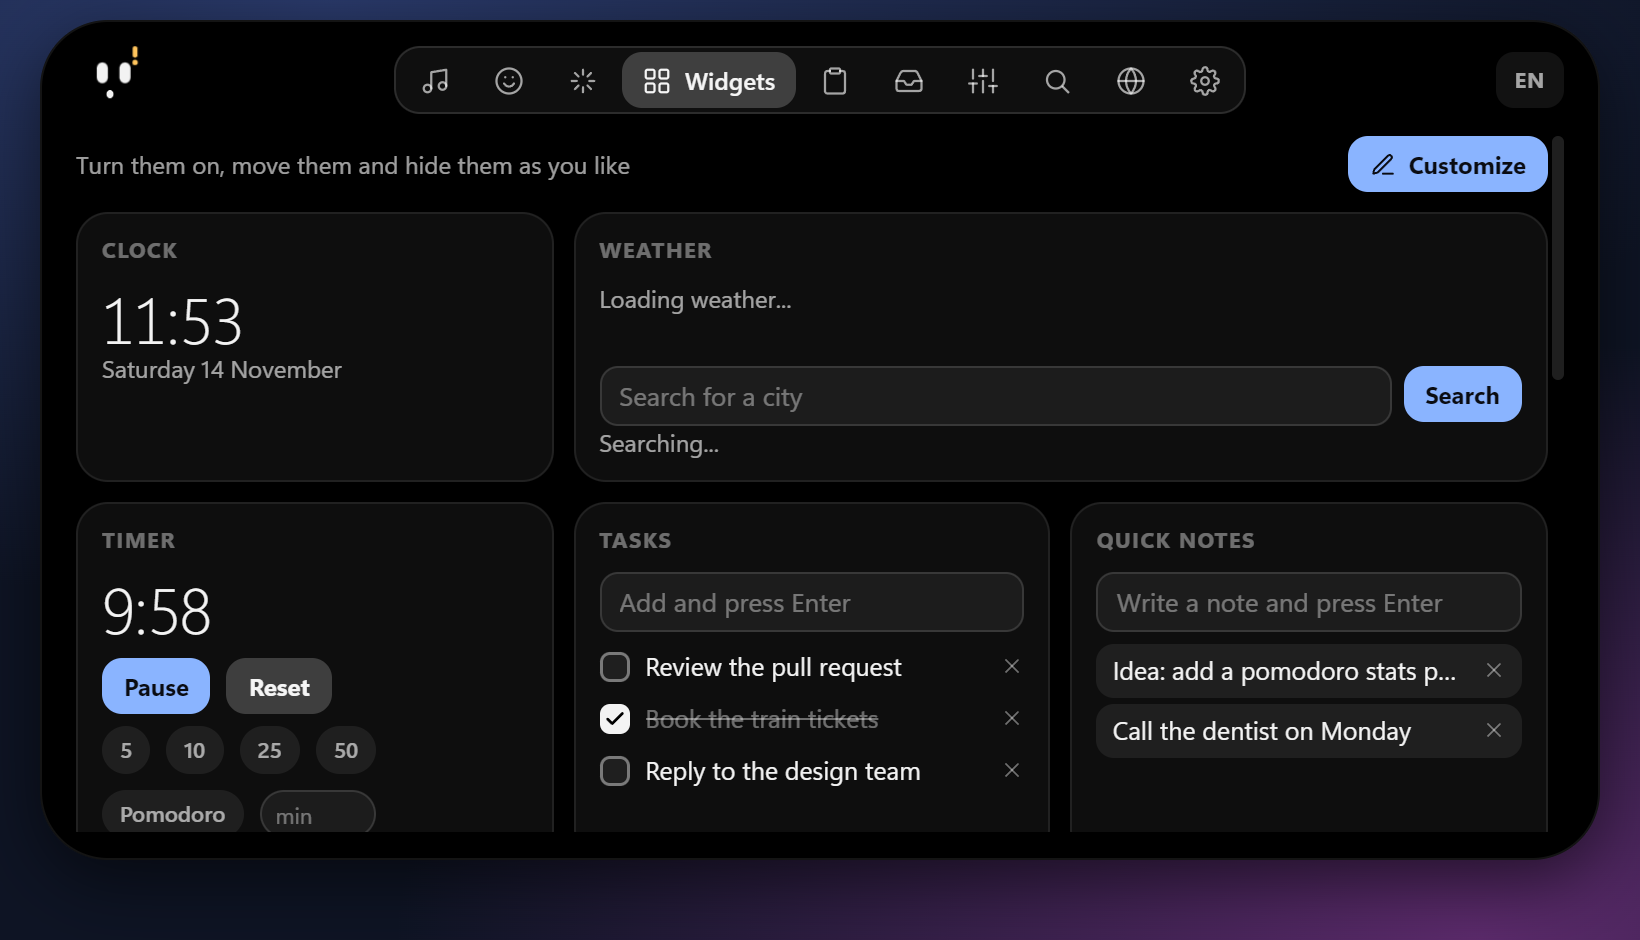 Widgets
EN
Turn them on, move them and hide them as you like
Customize
CLOCK
11:53
Saturday 14 November
WEATHER
Loading weather...
Search for a city
Search
Searching...
TIMER
9:58
Pause
Reset
5
10
25
50
Pomodoro
min
TASKS
Add and press Enter
Review the pull request
Book the train tickets
Reply to the design team
QUICK NOTES
Write a note and press Enter
Idea: add a pomodoro stats p...
Call the dentist on Monday